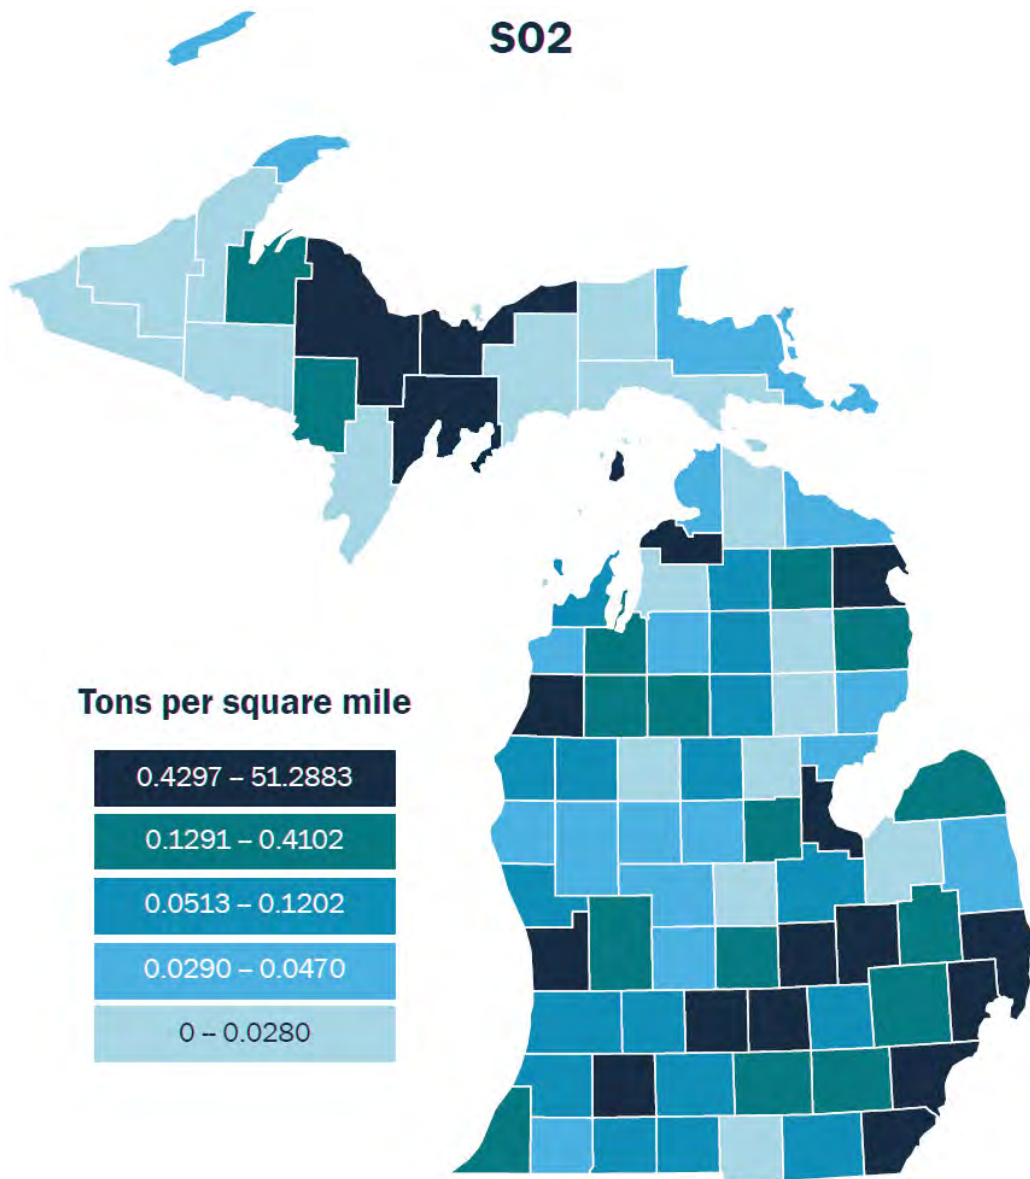 SO2
Tons per square mile
0.4297 – 51.2883
0.1291 – 0.4102
0.0513 – 0.1202
0.0290 – 0.0470
0 – 0.0280